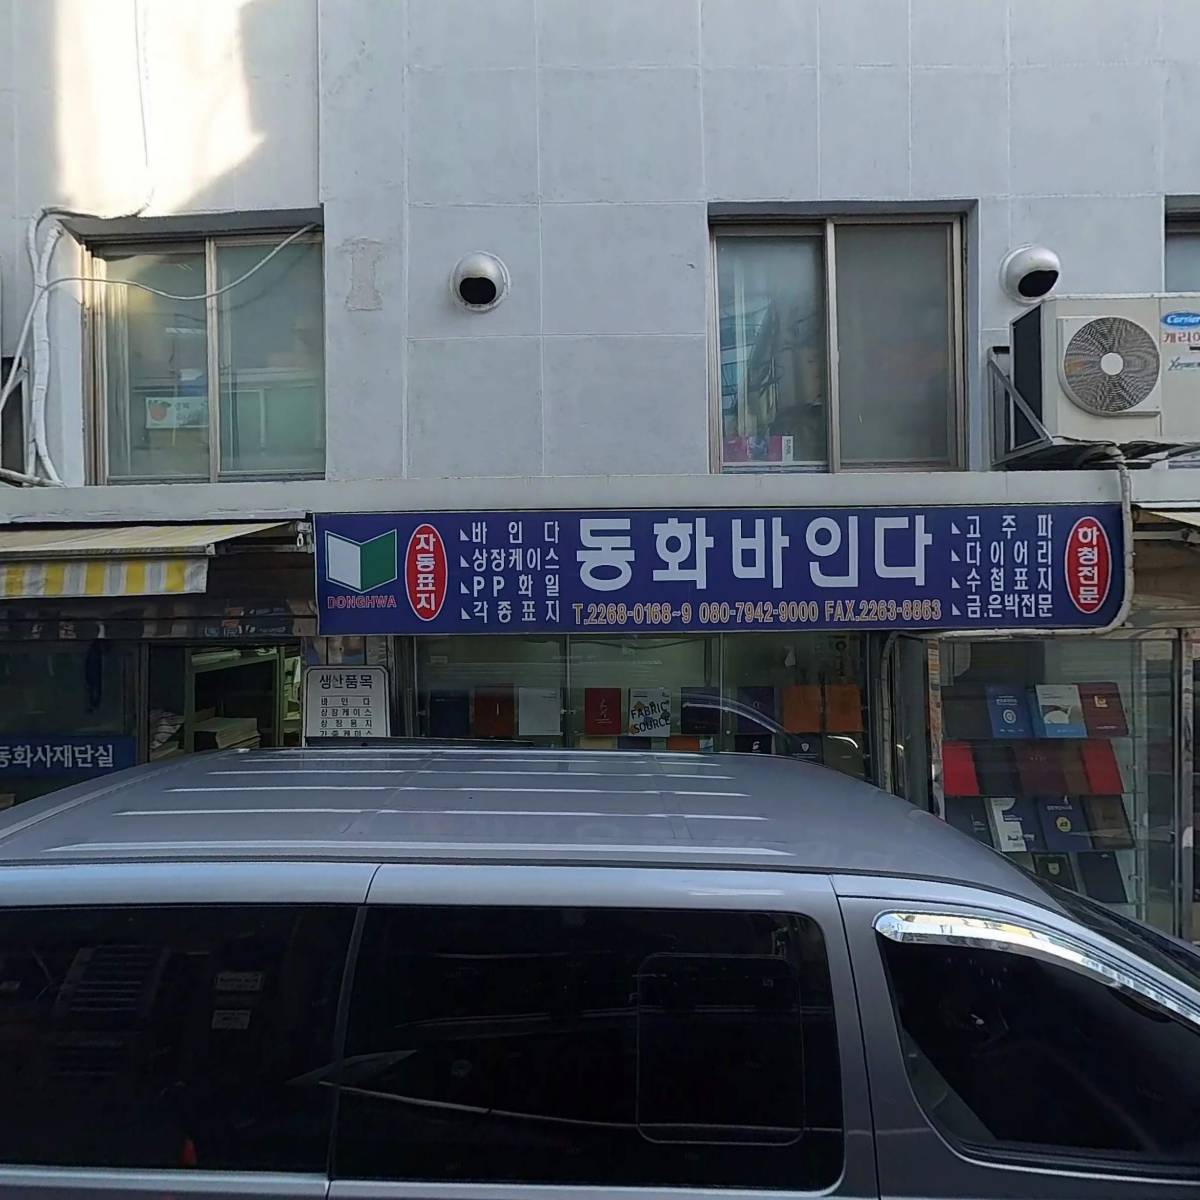 Carrier
DONGHWA
자동표지
바인다
상장케이스
PP화일
각종표지
동화바인다
T.2268-0168~9 080-7942-9000 FAX.2263-8863
고주파
다이어리
수첩표지
금.은박전문
하청전문
생산품목
바인다
상장케이스
상장용지
FABRIC
SOURCE
동화사재단실